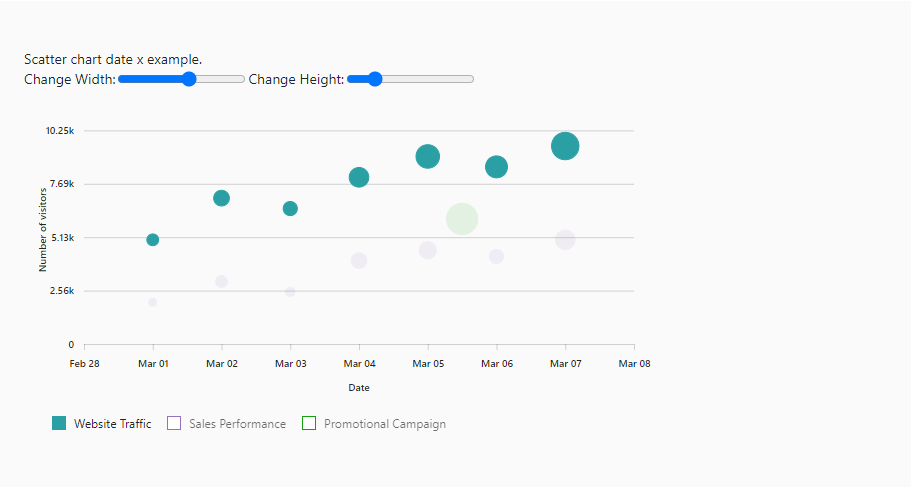 Scatter chart date x example.
Change Width: Change Height:
10.25k
7.69k
5.13k
2.56k
0
Number of visitors
Feb 28 Mar 01 Mar 02 Mar 03 Mar 04 Mar 05 Mar 06 Mar 07 Mar 08
Date
Website Traffic Sales Performance Promotional Campaign